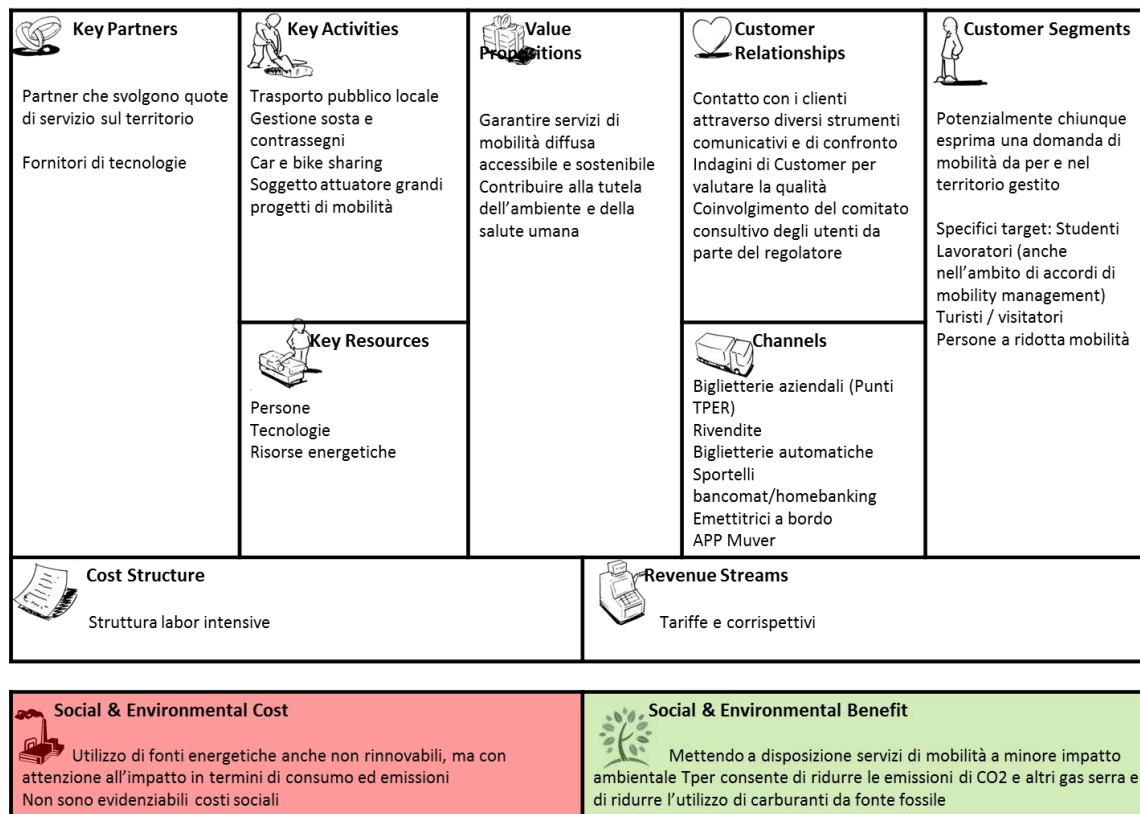 Key Partners
Partner che svolgono quote
di servizio sul territorio
Fornitori di tecnologie
Key Activities
Trasporto pubblico locale
Gestione sosta e
contrassegni
Car e bike sharing
Soggetto attuatore grandi
progetti di mobilità
Key Resources
Persone
Tecnologie
Risorse energetiche
Value
Propositions
Garantire servizi di
mobilità diffusa
accessibile e sostenibile
Contribuire alla tutela
dell’ambiente e della
salute umana
Customer
Relationships
Contatto con i clienti
attraverso diversi strumenti
comunicativi e di confronto
Indagini di Customer per
valutare la qualità
Coinvolgimento del comitato
consultivo degli utenti da
parte del regolatore
Channels
Biglietterie aziendali (Punti
TPER)
Rivendite
Biglietterie automatiche
Sportelli
bancomat/homebanking
Emettitrici a bordo
APP Muver
Customer Segments
Potenzialmente chiunque
esprima una domanda di
mobilità da per e nel
territorio gestito
Specifici target: Studenti
Lavoratori (anche
nell’ambito di accordi di
mobility management)
Turisti / visitatori
Persone a ridotta mobilità
Cost Structure
Struttura labor intensive
Revenue Streams
Tariffe e corrispettivi
Social & Environmental Cost
Utilizzo di fonti energetiche anche non rinnovabili, ma con
attenzione all’impatto in termini di consumo ed emissioni
Non sono evidenziabili costi sociali
Social & Environmental Benefit
Mettendo a disposizione servizi di mobilità a minore impatto
ambientale Tper consente di ridurre le emissioni di CO2 e altri gas serra e
di ridurre l’utilizzo di carburanti da fonte fossile